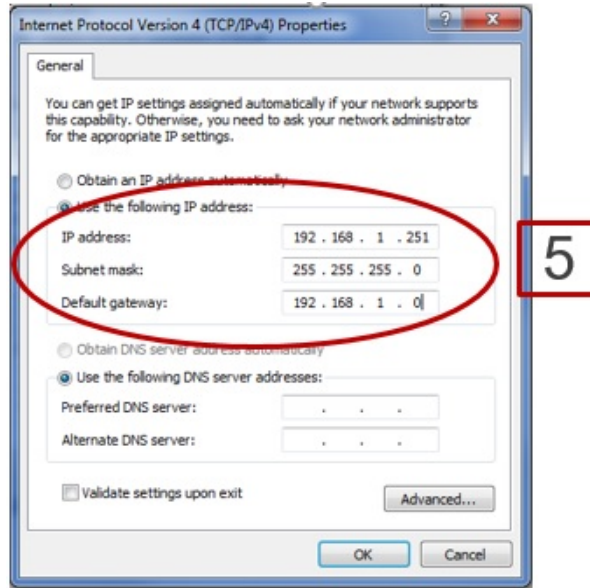 Internet Protocol Version 4 (TCP/IPv4) Properties
General
You can get IP settings assigned automatically if your network supports
this capability. Otherwise, you need to ask your network administrator
for the appropriate IP settings.
Obtain an IP address automatically
Use the following IP address:
IP address: 192 . 168 . 1 . 251
Subnet mask: 255 . 255 . 255 . 0
Default gateway: 192 . 168 . 1 . 0
5
Obtain DNS server address automatically
Use the following DNS server addresses:
Preferred DNS server: . . .
Alternate DNS server: . . .
Validate settings upon exit
Advanced...
OK Cancel